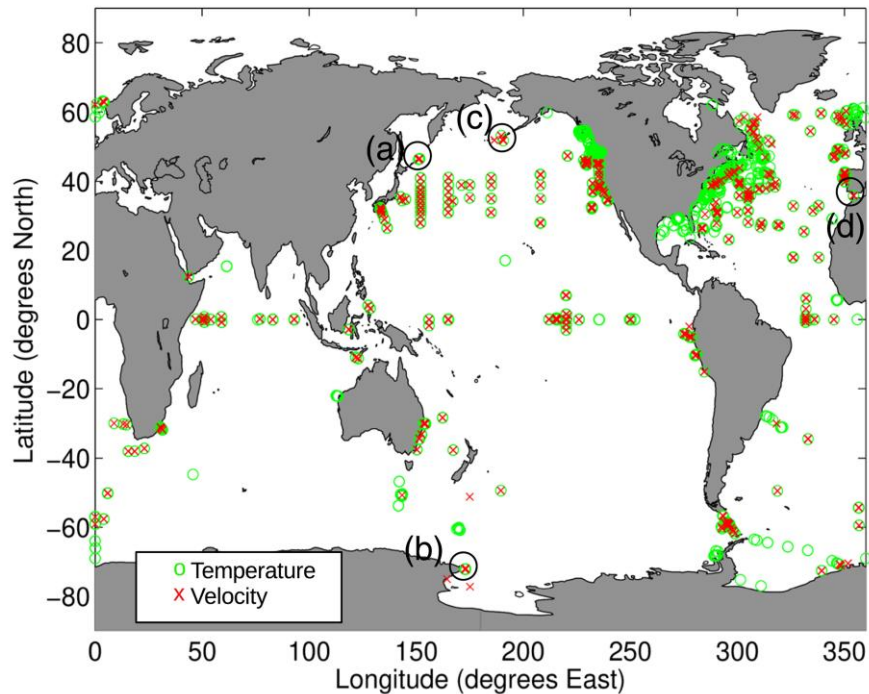 80
60
40
20
0
−20
−40
−60
−80
Latitude (degrees North)
(a)
(c)
(d)
(b)
O Temperature
X Velocity
0 50 100 150 200 250 300 350
Longitude (degrees East)